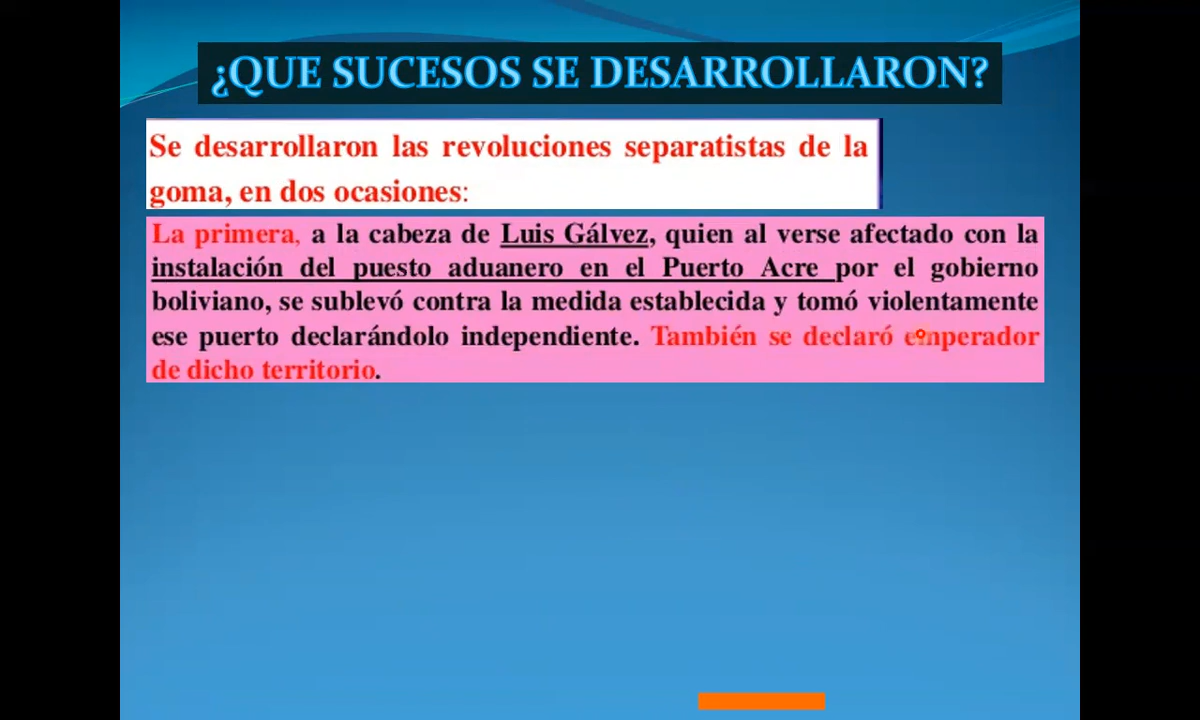 ¿QUE SUCESOS SE DESARROLLARON?
Se desarrollaron las revoluciones separatistas de la
goma, en dos ocasiones:
La primera, a la cabeza de Luis Gálvez, quien al verse afectado con la
instalación del puesto aduanero en el Puerto Acre por el gobierno
boliviano, se sublevó contra la medida establecida y tomó violentamente
ese puerto declarándolo independiente. También se declaró emperador
de dicho territorio.